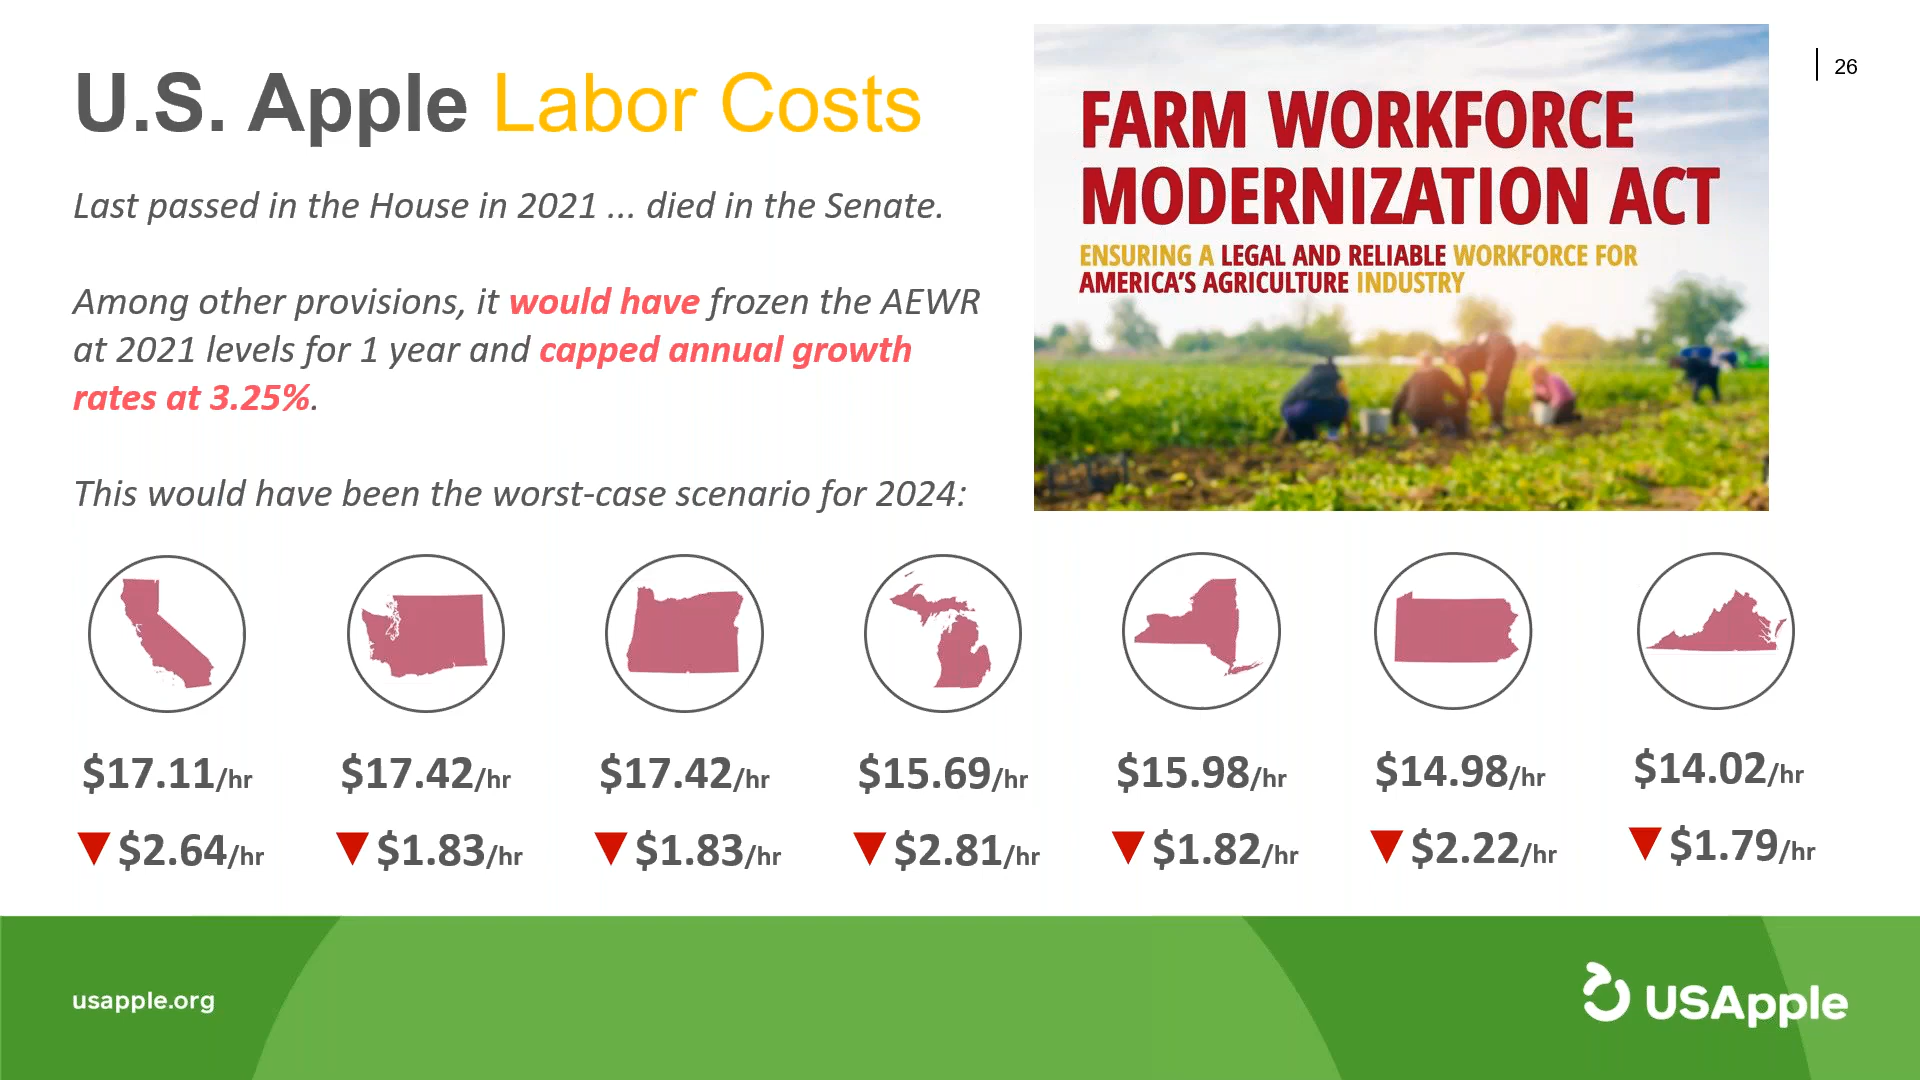 U.S. Apple Labor Costs
26
Last passed in the House in 2021 ... died in the Senate.
Among other provisions, it would have frozen the AEWR
at 2021 levels for 1 year and capped annual growth
rates at 3.25%.
This would have been the worst-case scenario for 2024:
FARM WORKFORCE
MODERNIZATION ACT
ENSURING A LEGAL AND RELIABLE WORKFORCE FOR
AMERICA'S AGRICULTURE INDUSTRY
$17.11/hr $17.42/hr $17.42/hr $15.69/hr $15.98/hr $14.98/hr $14.02/hr
▼$2.64/hr ▼$1.83/hr ▼$1.83/hr ▼$2.81/hr ▼$1.82/hr ▼$2.22/hr ▼$1.79/hr
usapple.org
USApple